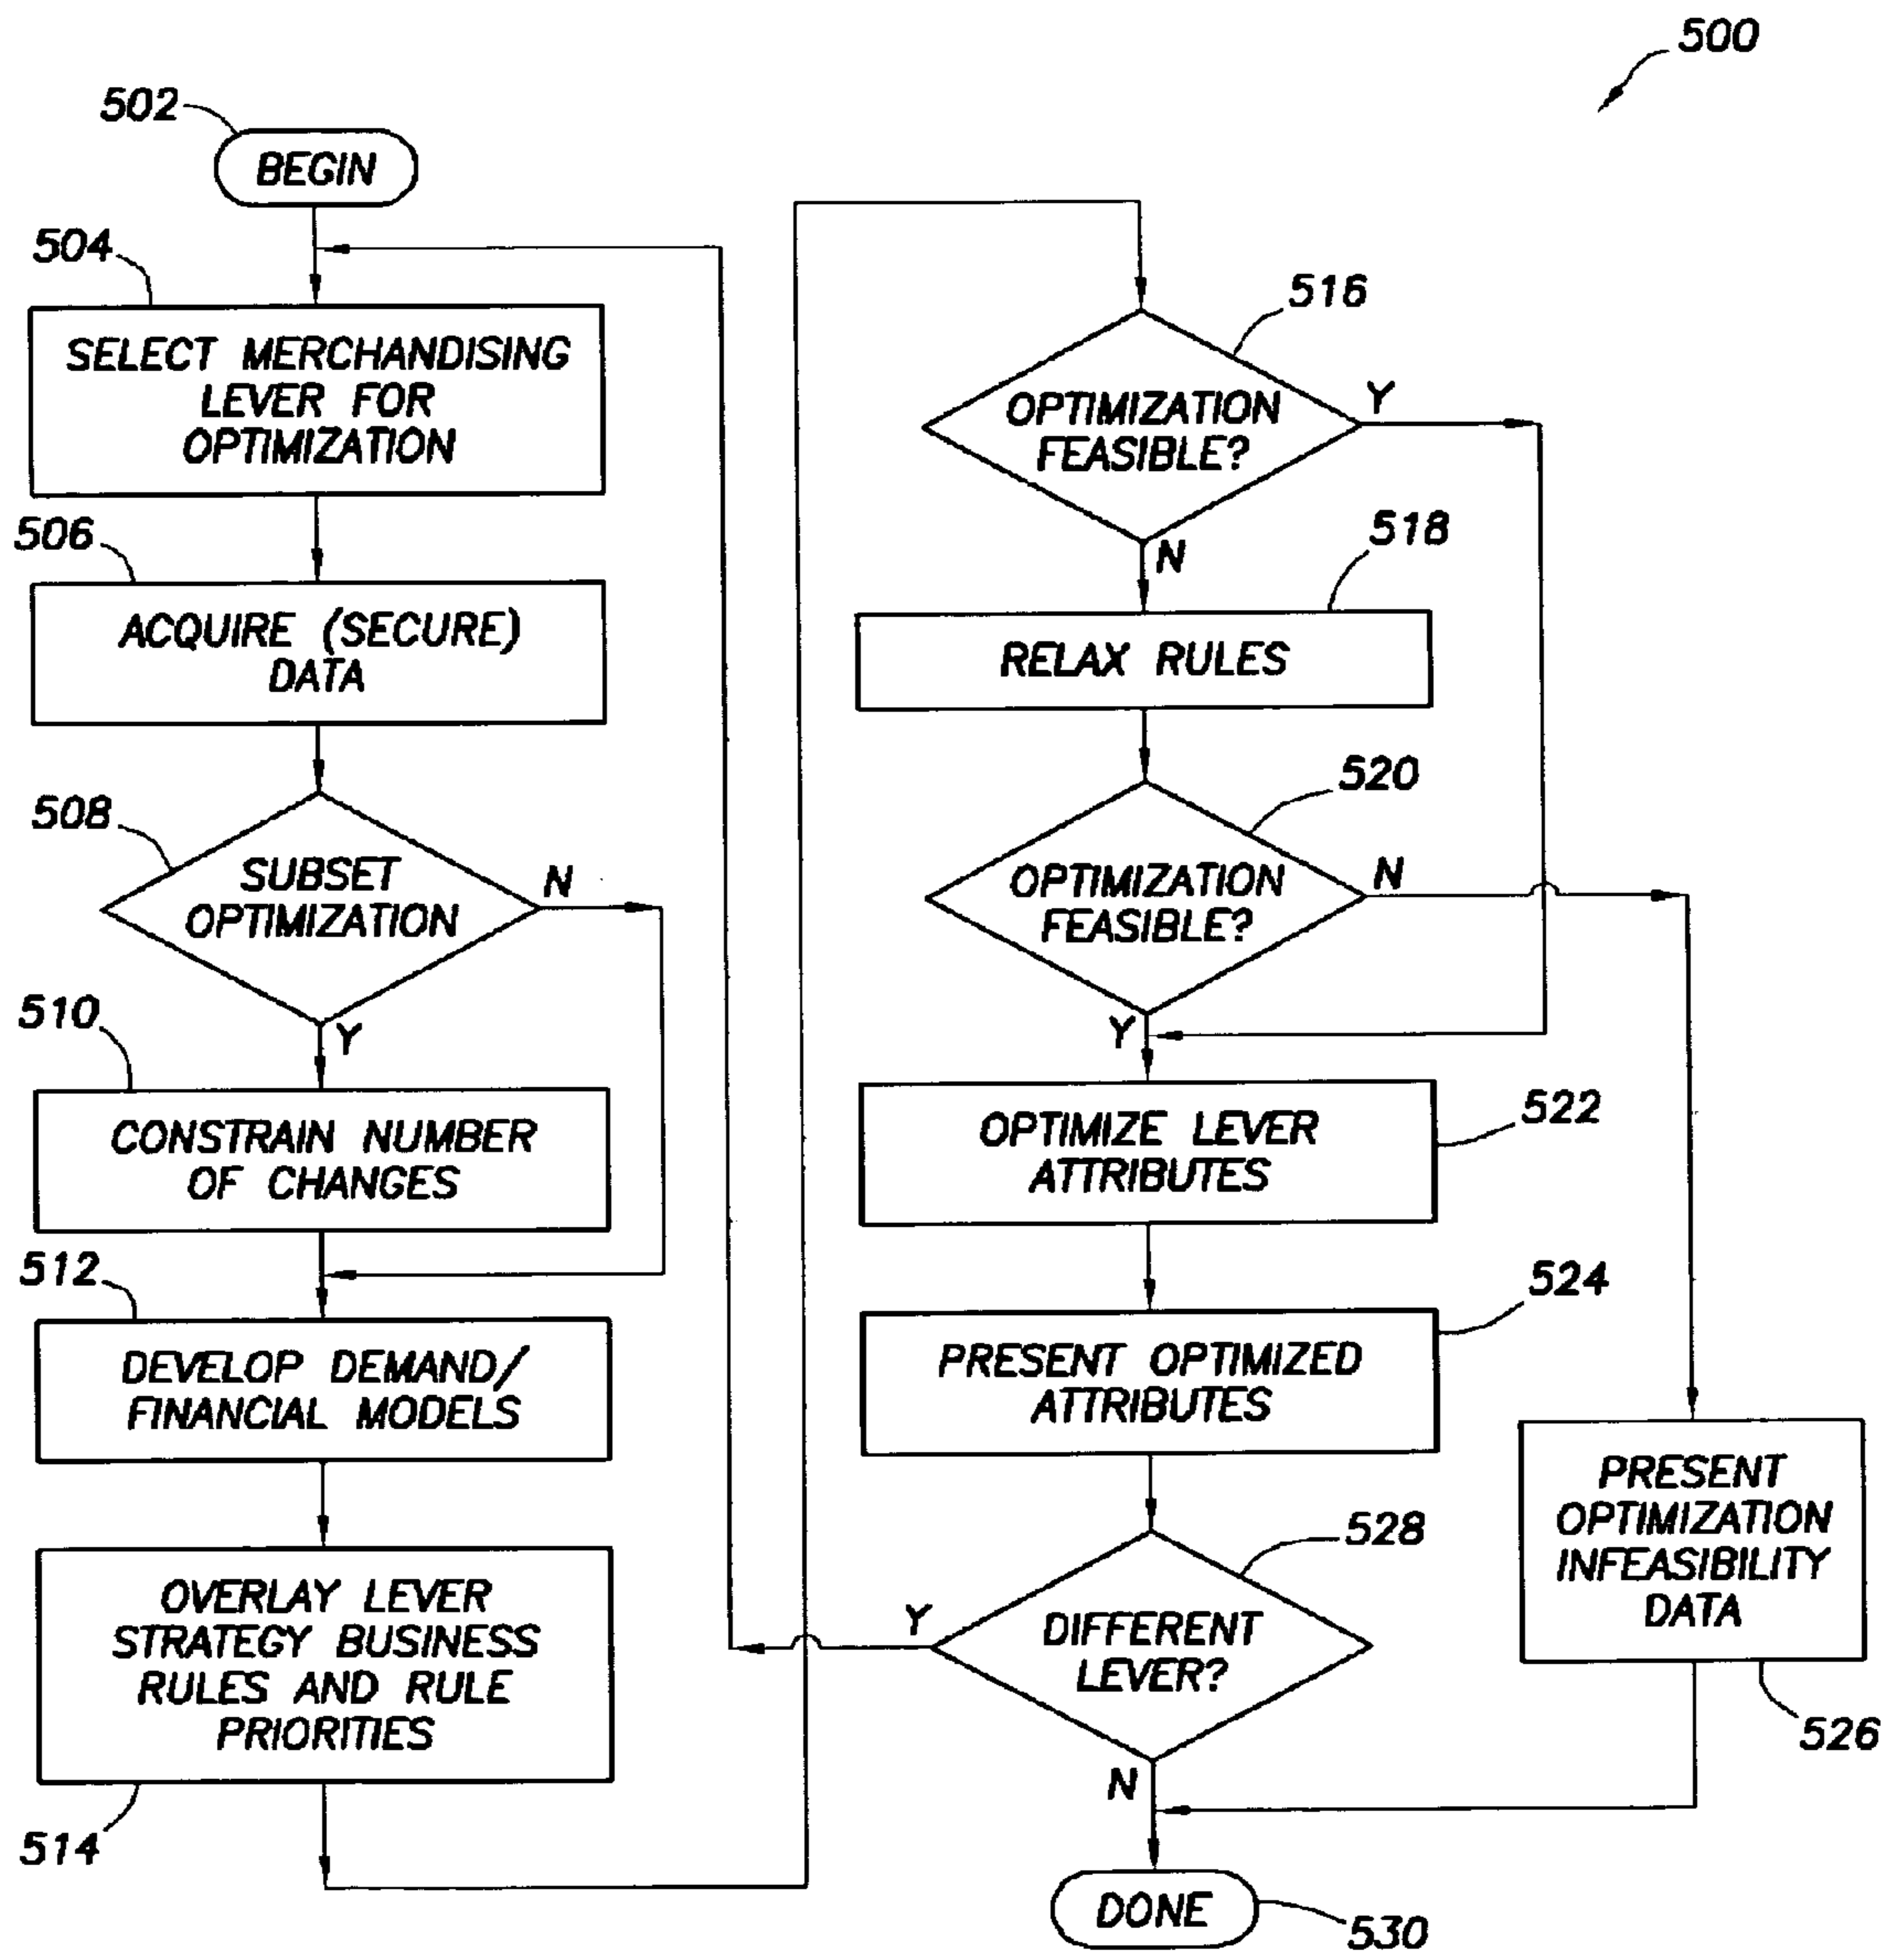 500
502
BEGIN
504
SELECT MERCHANDISING
LEVER FOR
OPTIMIZATION
506
ACQUIRE (SECURE)
DATA
508
SUBSET
OPTIMIZATION
N
Y
510
CONSTRAIN NUMBER
OF CHANGES
512
DEVELOP DEMAND/
FINANCIAL MODELS
OVERLAY LEVER
STRATEGY BUSINESS
RULES AND RULE
PRIORITIES
514
516
OPTIMIZATION
FEASIBLE?
Y
N
518
RELAX RULES
520
OPTIMIZATION
FEASIBLE?
N
Y
522
OPTIMIZE LEVER
ATTRIBUTES
524
PRESENT OPTIMIZED
ATTRIBUTES
528
DIFFERENT
LEVER?
Y
N
PRESENT
OPTIMIZATION
INFEASIBILITY
DATA
526
DONE
530